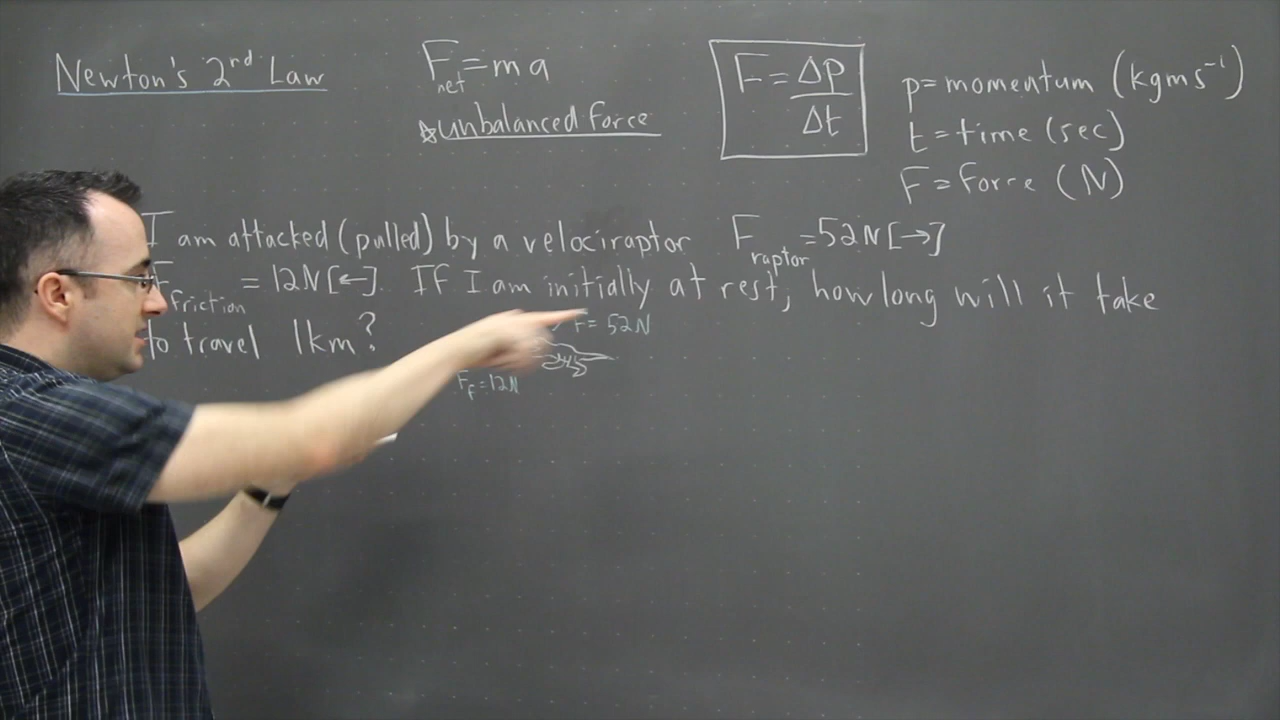 Newton's 2nd Law
Fnet = ma
*unbalanced force
F = Δp/Δt
p = momentum (kgms⁻¹)
t = time (sec)
F = force (N)
I am attacked (pulled) by a velociraptor Fraptor = 52N [→]
Ffriction = 12N [←]. If I am initially at rest, how long will it take
to travel 1km?
F = 52N
Ff = 12N